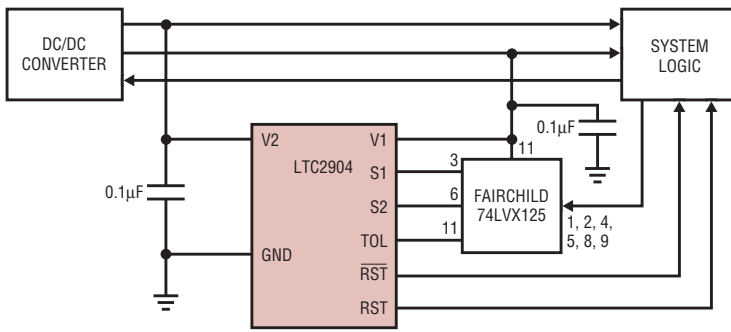 DC/DC
CONVERTER
SYSTEM
LOGIC
0.1µF
11
V2
V1
LTC2904
3
S1
FAIRCHILD
74LVX125
0.1µF
6
S2
1, 2, 4,
5, 8, 9
11
TOL
GND
RST
RST